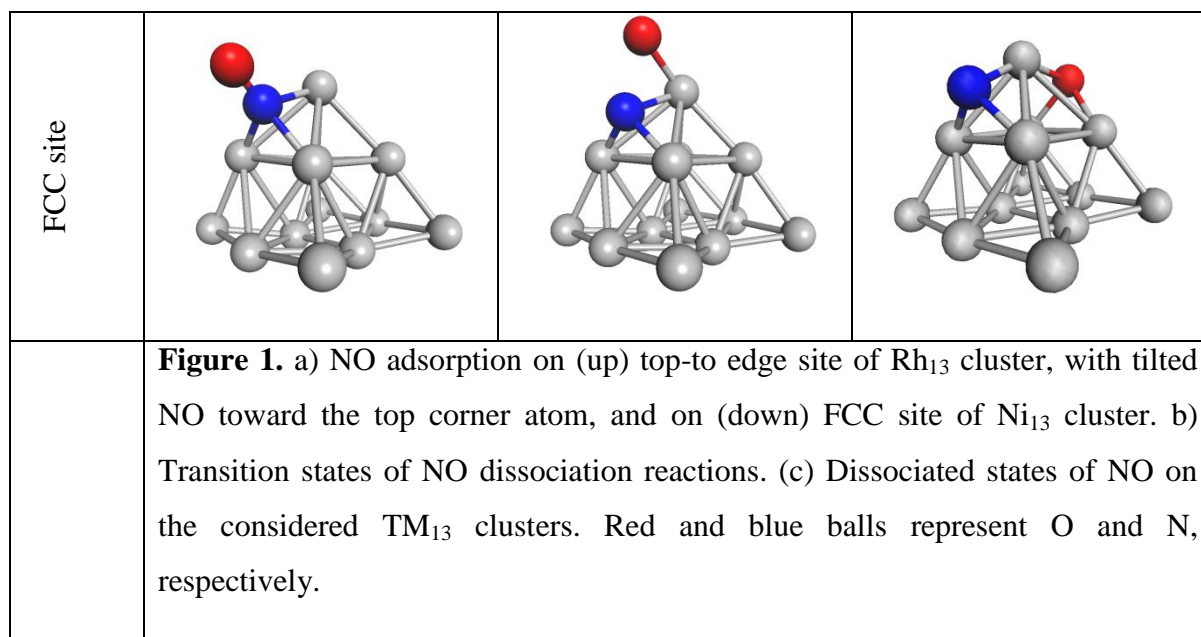 FCC site
Figure 1. a) NO adsorption on (up) top-to edge site of Rh13 cluster, with tilted
NO toward the top corner atom, and on (down) FCC site of Ni13 cluster. b)
Transition states of NO dissociation reactions. (c) Dissociated states of NO on
the considered TM13 clusters. Red and blue balls represent O and N,
respectively.